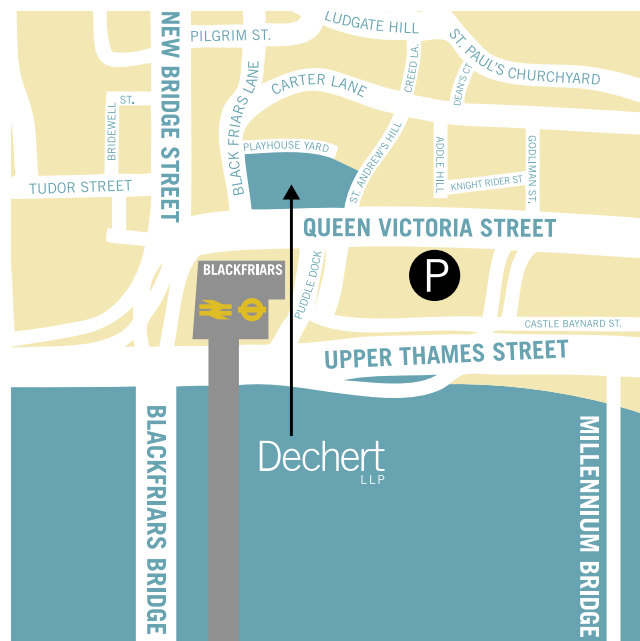 LUDGATE HILL
PILGRIM ST.
ST. PAUL'S CHURCHYARD
NEW BRIDGE STREET
CREED LA.
DEAN'S CT
CARTER LANE
BLACK FRIARS LANE
BRIDEWELL ST.
PLAYHOUSE YARD
ST. ANDREW'S HILL
ADDLE HILL
GODLIMAN ST.
KNIGHT RIDER ST
TUDOR STREET
QUEEN VICTORIA STREET
BLACKFRIARS
P
PUDDLE DOCK
CASTLE BAYNARD ST.
UPPER THAMES STREET
BLACKFRIARS BRIDGE
Dechert
LLP
MILLENNIUM BRIDGE